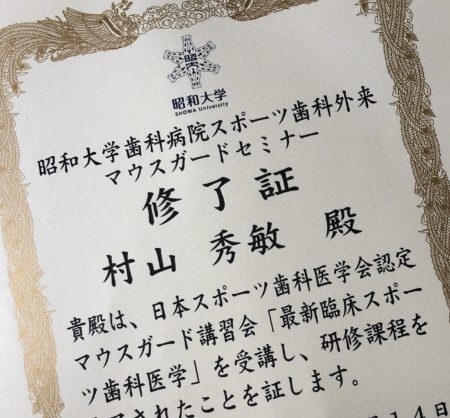 昭和大学
SHOWA University
昭和大学歯科病院スポーツ歯科外来
マウスガードセミナー
修了証
村山 秀敏 殿
貴殿は、日本スポーツ歯科医学会認定
マウスガード講習会「最新臨床スポー
ツ歯科医学」を受講し、研修課程を
されたことを証します。
14日